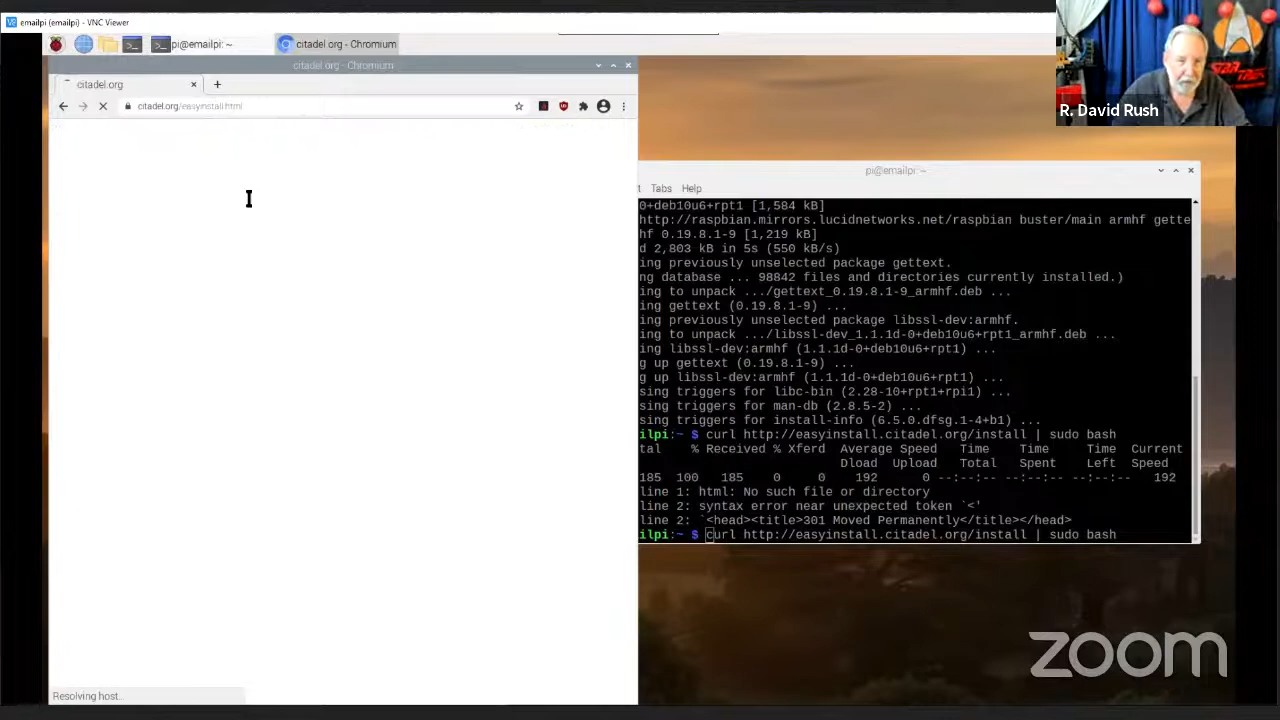 emailpi (emailpi) - VNC Viewer
pi@emailpi: ~
citadel org - Chromium
citadel org - Chromium
citadel.org
citadel.org/easyinstall.html
R. David Rush
STAR TREK
pi@emailpi: ~
t Tabs Help
0+deb10u6+rpt1 [1,584 kB]
http://raspbian.mirrors.lucidnetworks.net/raspbian buster/main armhf gette
hf 0.19.8.1-9 [1,219 kB]
d 2,803 kB in 5s (550 kB/s)
ing previously unselected package gettext.
ng database ... 98842 files and directories currently installed.)
ing to unpack .../gettext_0.19.8.1-9_armhf.deb ...
ing gettext (0.19.8.1-9) ...
ing previously unselected package libssl-dev:armhf.
ing to unpack .../libssl-dev_1.1.1d-0+deb10u6+rpt1_armhf.deb ...
ing libssl-dev:armhf (1.1.1d-0+deb10u6+rpt1) ...
g up gettext (0.19.8.1-9) ...
g up libssl-dev:armhf (1.1.1d-0+deb10u6+rpt1) ...
sing triggers for libc-bin (2.28-10+rpt1+rpi1) ...
sing triggers for man-db (2.8.5-2) ...
sing triggers for install-info (6.5.0.dfsg.1-4+b1) ...
ilpi:~ $ curl http://easyinstall.citadel.org/install | sudo bash
tal % Received % Xferd Average Speed Time Time Time Current
Dload Upload Total Spent Left Speed
185 100 185 0 0 192 0 --:--:-- --:--:-- --:--:-- 192
line 1: html: No such file or directory
line 2: syntax error near unexpected token `<'
line 2: `<head><title>301 Moved Permanently</title></head>
ilpi:~ $ curl http://easyinstall.citadel.org/install | sudo bash
Resolving host...
zoom